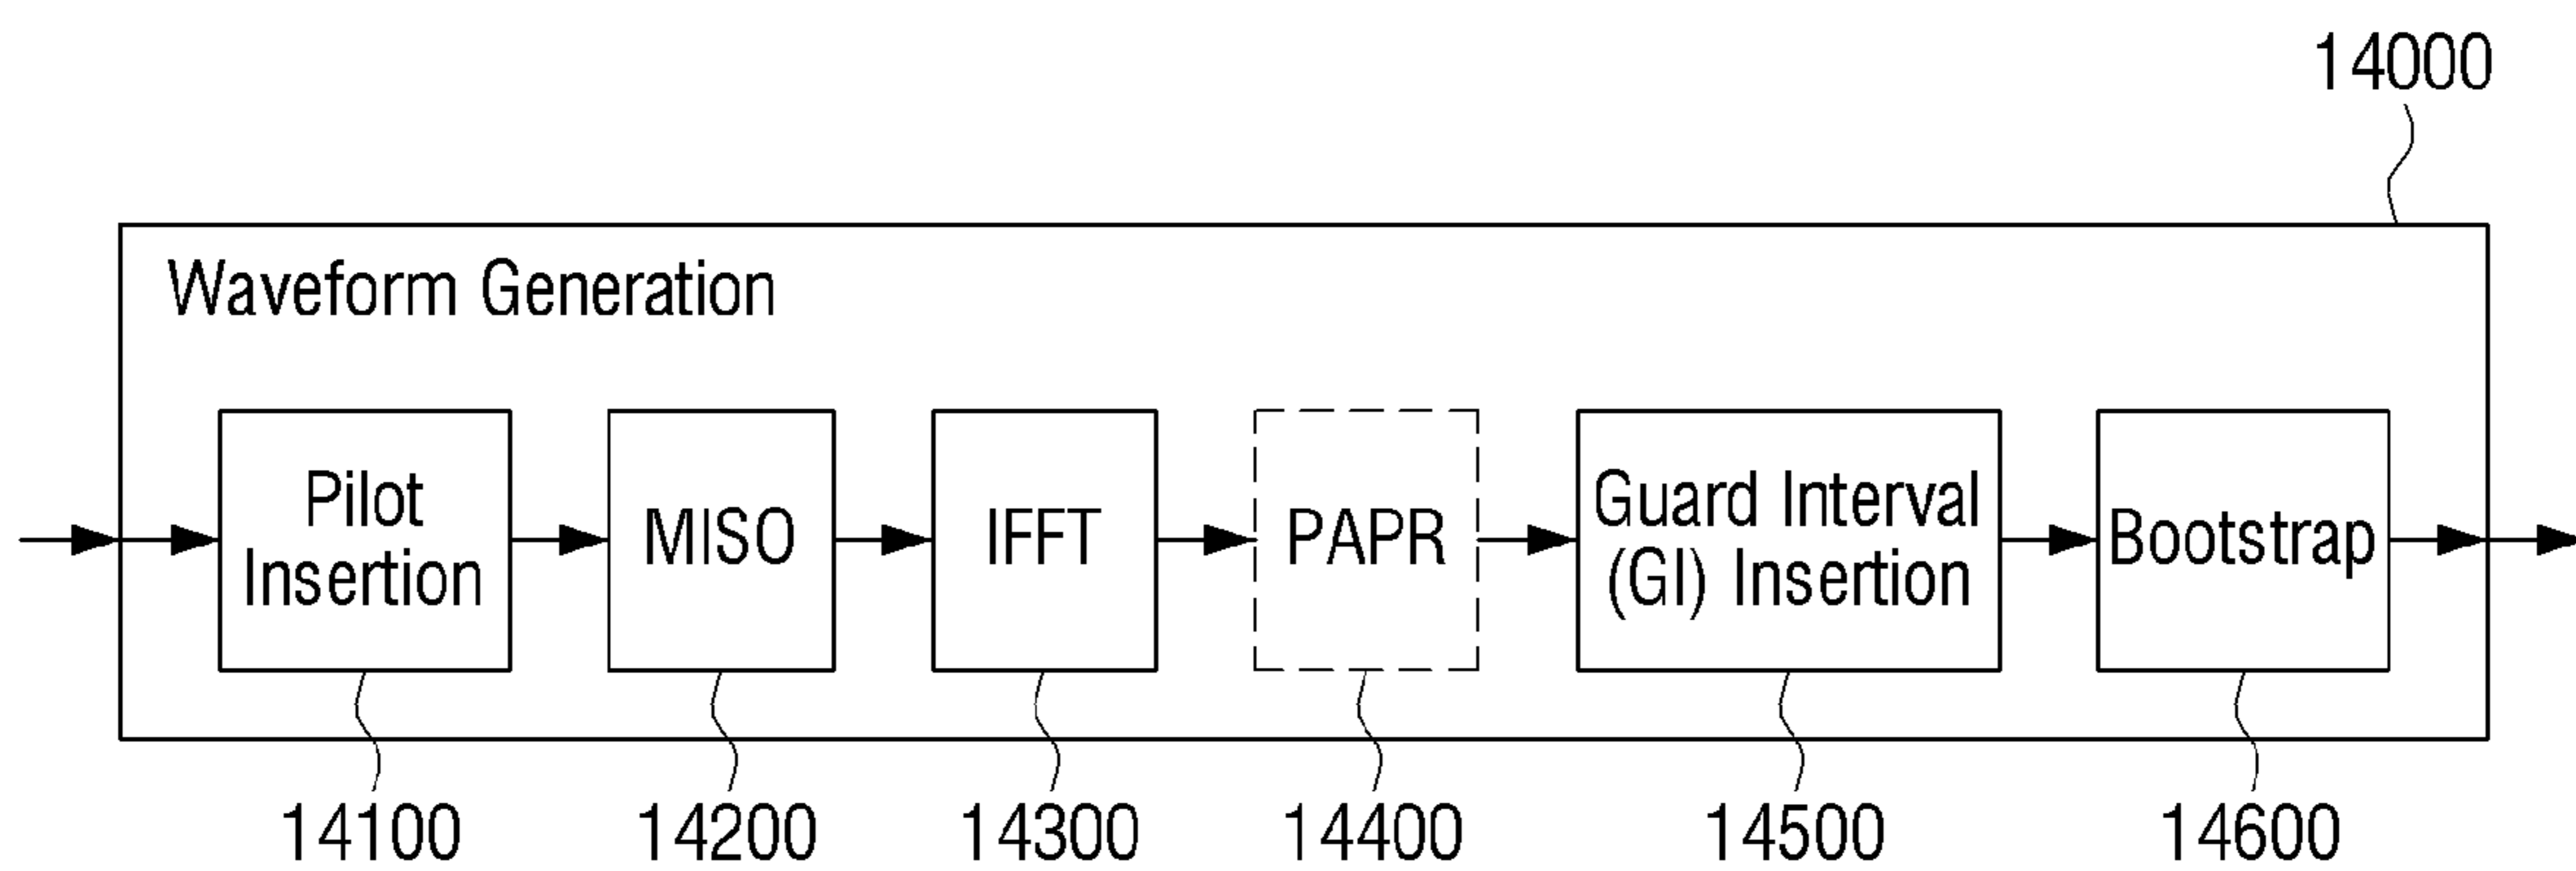 14000
Waveform Generation
Pilot
Insertion
MISO
IFFT
PAPR
Guard Interval
(GI) Insertion
Bootstrap
14100
14200
14300
14400
14500
14600